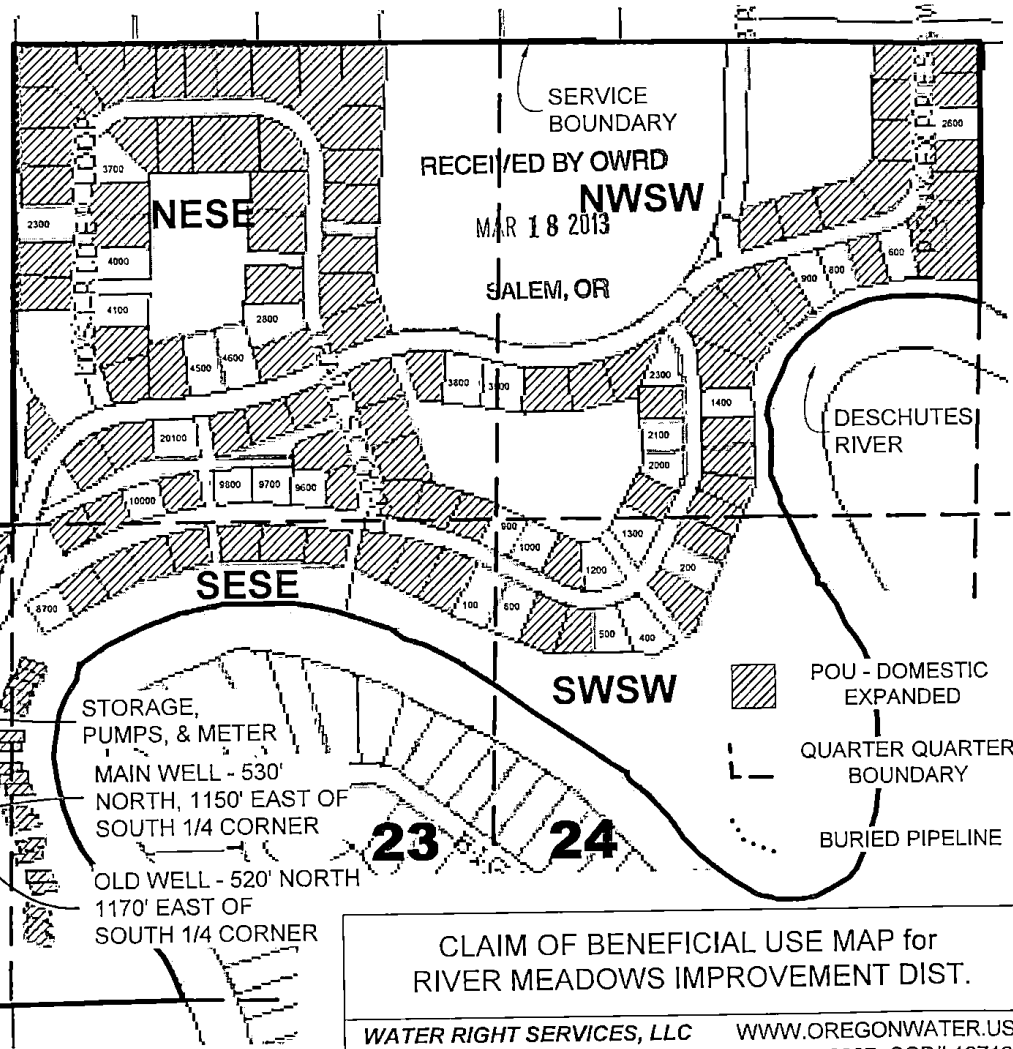 SERVICE
BOUNDARY
RECEIVED BY OWRD
MAR 18 2013
SALEM, OR
NESE
NWSW
2600
3700
2300
4000
4100
2800
4600
4500
600
800
900
3800
2300
1400
2100
2000
DESCHUTES
RIVER
20100
9800
9700
9600
10000
900
1000
1200
1300
200
8700
SESE
100
600
500
400
SWSW
POU - DOMESTIC
EXPANDED
QUARTER QUARTER
BOUNDARY
BURIED PIPELINE
STORAGE,
PUMPS, & METER
MAIN WELL - 530'
NORTH, 1150' EAST OF
SOUTH 1/4 CORNER
OLD WELL - 520' NORTH
1170' EAST OF
SOUTH 1/4 CORNER
23
24
CLAIM OF BENEFICIAL USE MAP for
RIVER MEADOWS IMPROVEMENT DIST.
WATER RIGHT SERVICES, LLC WWW.OREGONWATER.US